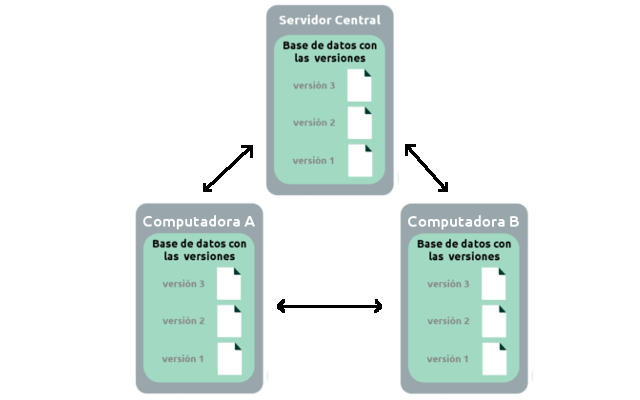 Servidor Central
Base de datos con
las versiones
versión 3
versión 2
versión 1
Computadora A
Base de datos con
las versiones
versión 3
versión 2
versión 1
Computadora B
Base de datos con
las versiones
versión 3
versión 2
versión 1